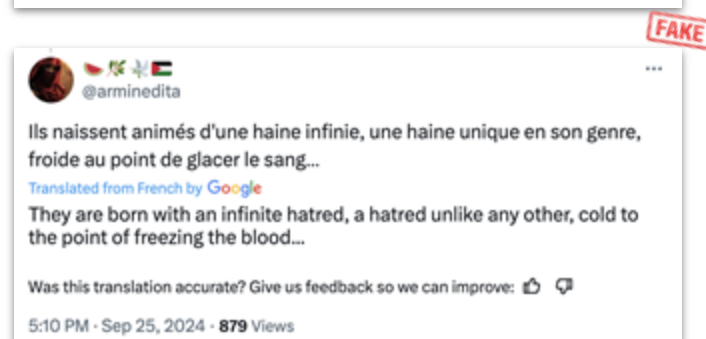 FAKE
@arminedita
Ils naissent animés d'une haine infinie, une haine unique en son genre,
froide au point de glacer le sang...
Translated from French by Google
They are born with an infinite hatred, a hatred unlike any other, cold to
the point of freezing the blood...
Was this translation accurate? Give us feedback so we can improve:
5:10 PM · Sep 25, 2024 · 879 Views